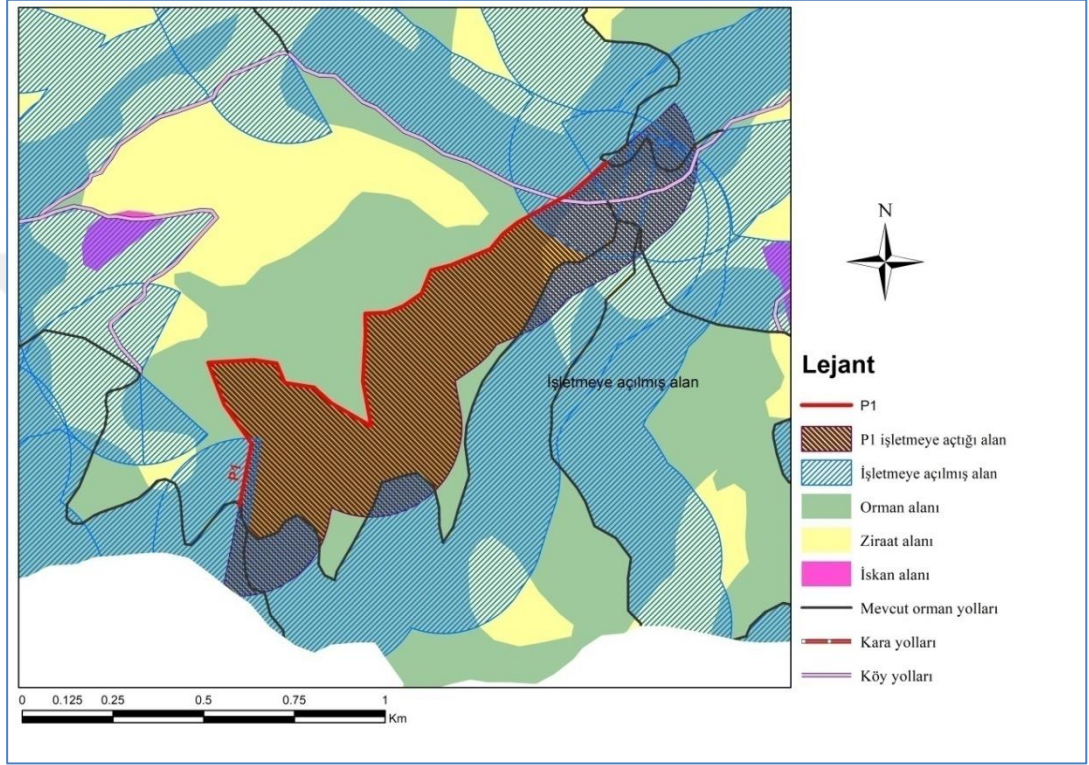 N
İşletmeye açılmış alan
P1
Lejant
P1
P1 işletmeye açtığı alan
İşletmeye açılmış alan
Orman alanı
Ziraat alanı
İskan alanı
Mevcut orman yolları
Kara yolları
Köy yolları
0 0.125 0.25 0.5 0.75 1
Km